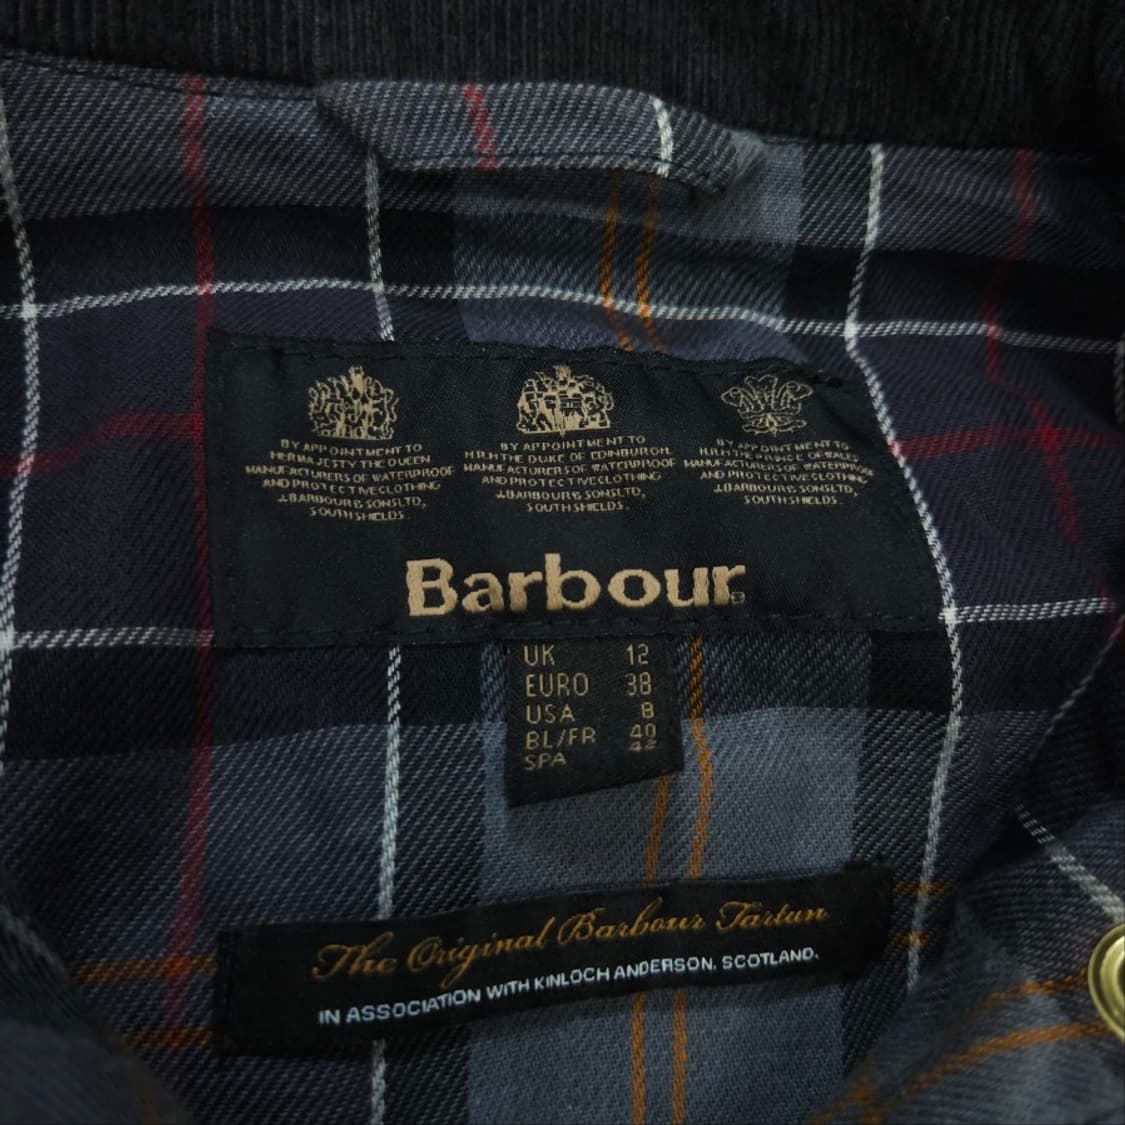 BY APPOINTMENT TO
HER MAJESTY THE QUEEN
MANUFACTURERS OF WATERPROOF
AND PROTECTIVE CLOTHING
J. BARBOUR & SONS LTD,
SOUTH SHIELDS.
BY APPOINTMENT TO
H.R.H. THE DUKE OF EDINBURGH.
MANUFACTURERS OF WATERPROOF
AND PROTECTIVE CLOTHING
J. BARBOUR & SONS LTD,
SOUTH SHIELDS.
BY APPOINTMENT TO
H.R.H. THE PRINCE OF WALES
MANUFACTURERS OF WATERPROOF
AND PROTECTIVE CLOTHING
J. BARBOUR & SONS LTD,
SOUTH SHIELDS.
Barbour
UK 12
EURO 38
USA 8
BL/FR 40
SPA 42
The Original Barbour Tartan
IN ASSOCIATION WITH KINLOCH ANDERSON, SCOTLAND.